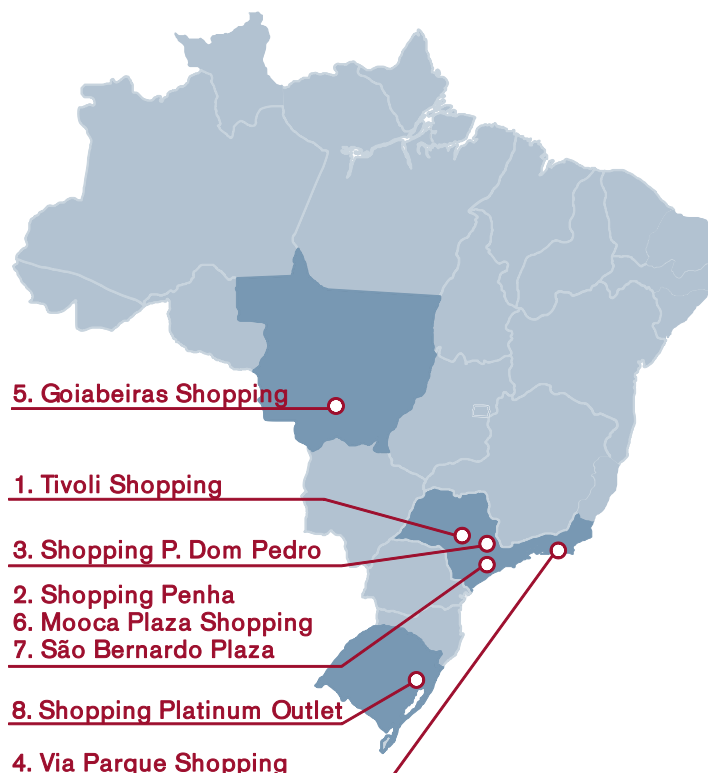 5. Goiabeiras Shopping
1. Tivoli Shopping
3. Shopping P. Dom Pedro
2. Shopping Penha
6. Mooca Plaza Shopping
7. São Bernardo Plaza
8. Shopping Platinum Outlet
4. Via Parque Shopping